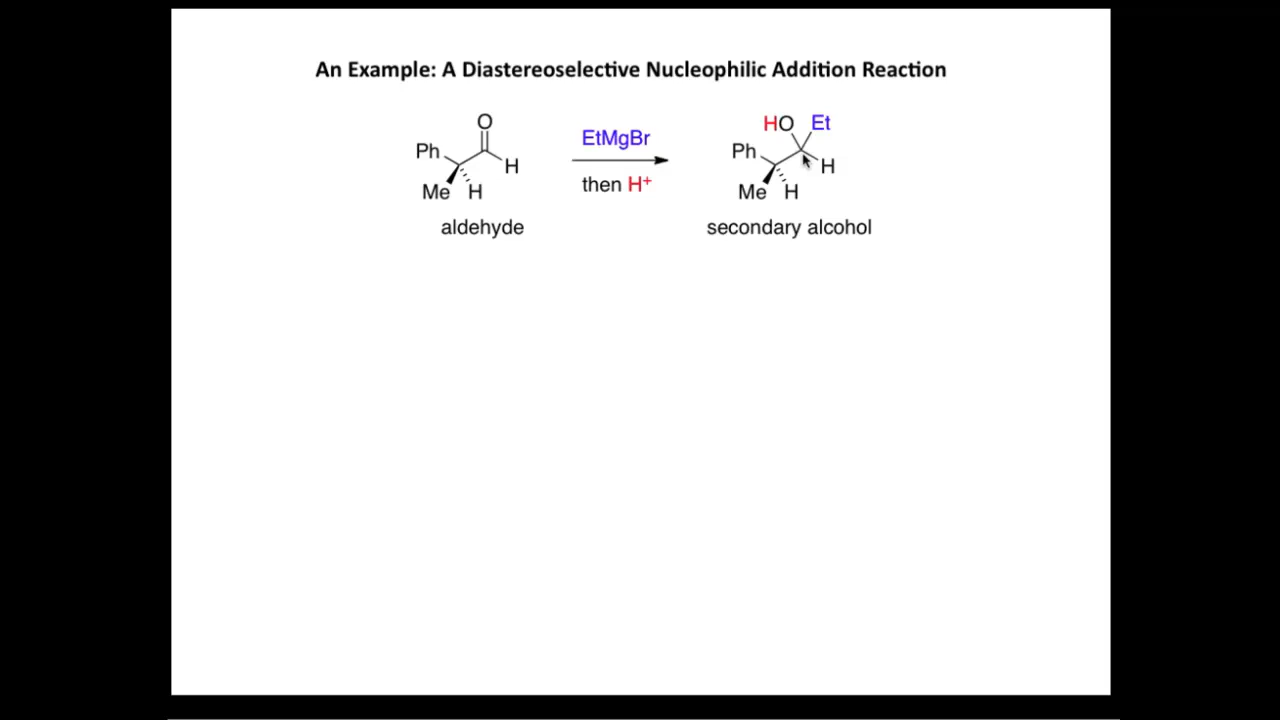 An Example: A Diastereoselective Nucleophilic Addition Reaction
O
Ph
H
Me H
aldehyde
EtMgBr
then H⁺
HO Et
Ph
H
Me H
secondary alcohol